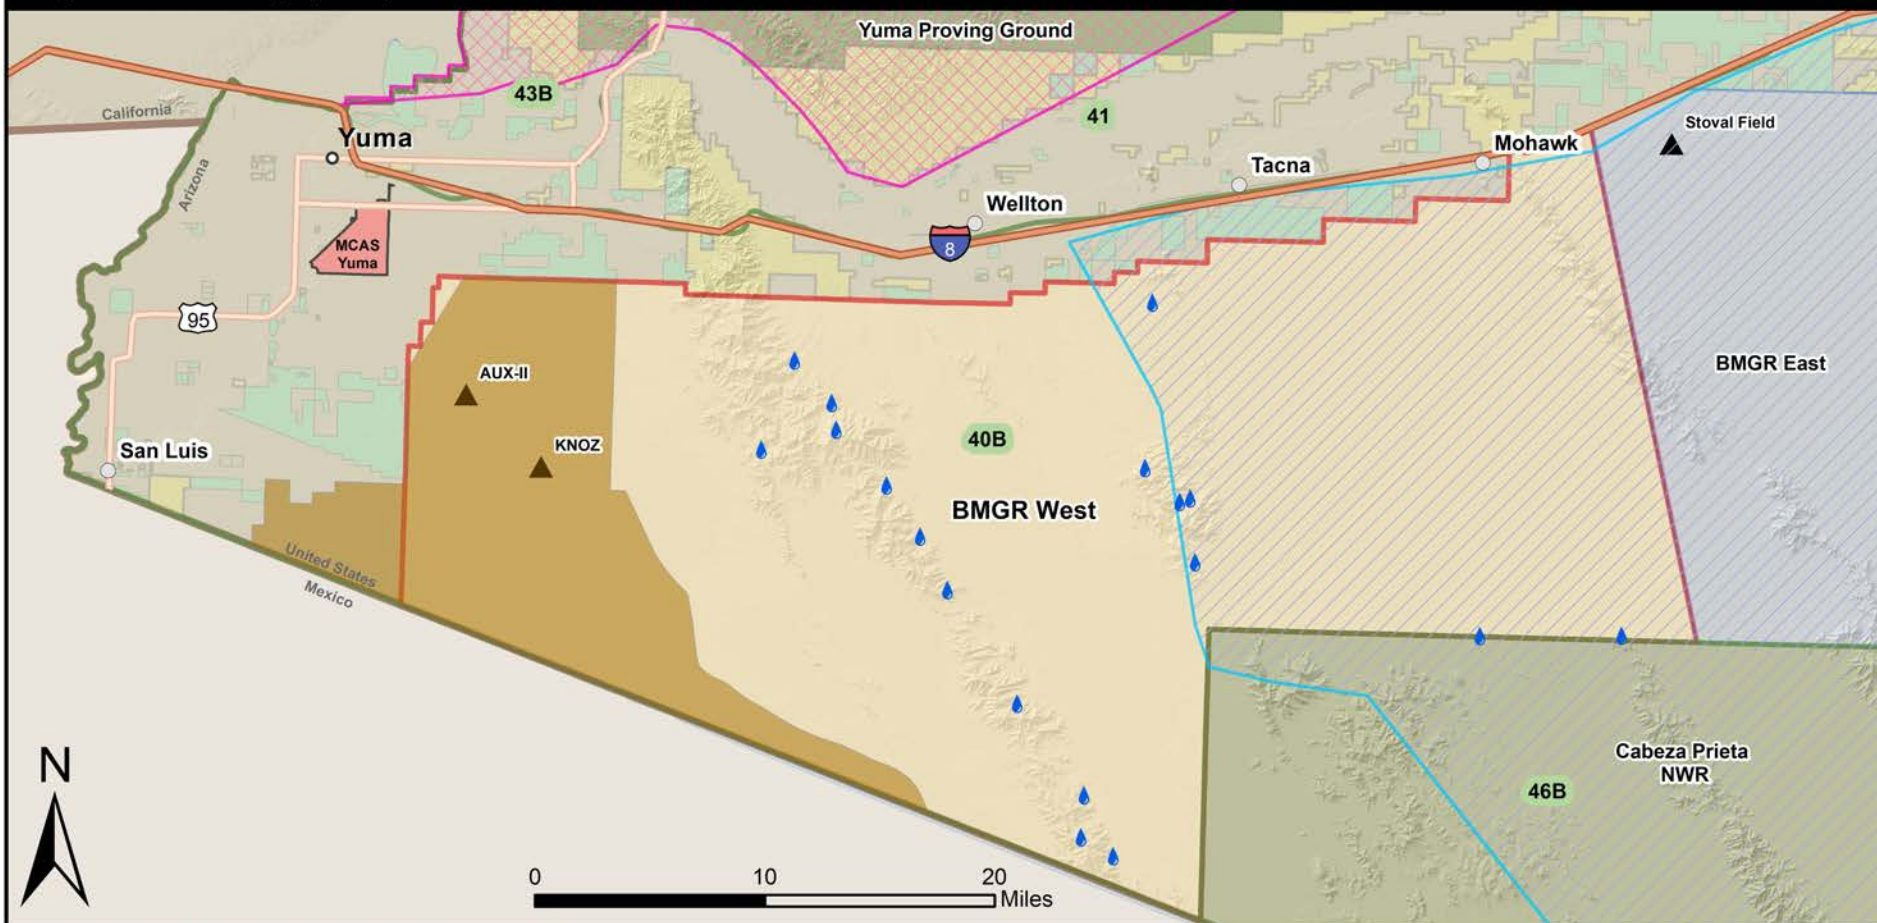 Yuma Proving Ground
43B
California
41
Stoval Field
Yuma
Mohawk
Tacna
Arizona
Wellton
MCAS
Yuma
8
95
BMGR East
AUX-II
40B
KNOZ
San Luis
BMGR West
United States
Mexico
Cabeza Prieta
NWR
N
46B
0 10 20
Miles